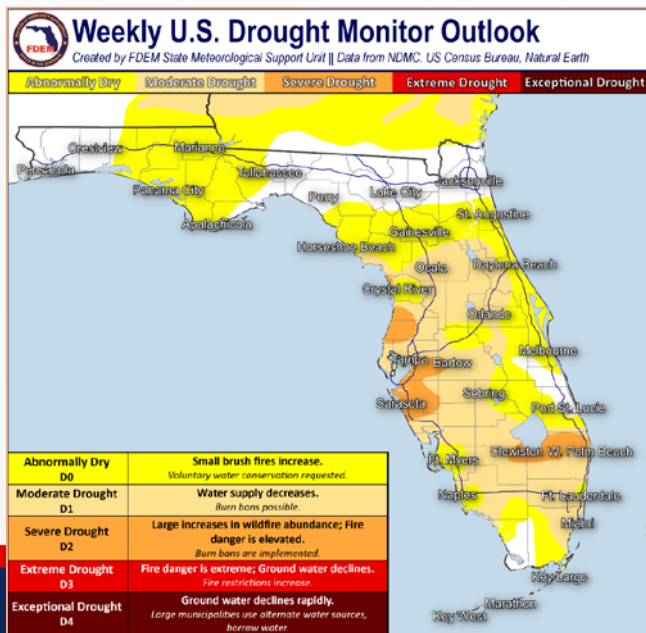 FDEM
Weekly U.S. Drought Monitor Outlook
Created by FDEM State Meteorological Support Unit || Data from NDMC, US Census Bureau, Natural Earth
Abnormally Dry
Moderate Drought
Severe Drought
Extreme Drought
Exceptional Drought
Crestview
Marianna
Pensacola
Tallahassee
Jacksonville
Panama City
Perry
Lake City
Apalachicola
St. Augustine
Gainesville
Horseshoe Beach
Ocala
Daytona Beach
Crystal River
Orlando
Melbourne
Tampa
Bartow
Sebring
Sarasota
Port St. Lucie
Clewiston
W. Palm Beach
Ft. Myers
Naples
Ft. Lauderdale
Miami
Key Largo
Marathon
Key West
Abnormally Dry
D0
Small brush fires increase.
Voluntary water conservation requested.
Moderate Drought
D1
Water supply decreases.
Burn bans possible.
Severe Drought
D2
Large increases in wildfire abundance; Fire
danger is elevated.
Burn bans are implemented.
Extreme Drought
D3
Fire danger is extreme; Ground water declines.
Fire restrictions increase.
Exceptional Drought
D4
Ground water declines rapidly.
Large municipalities use alternate water sources,
borrow water.